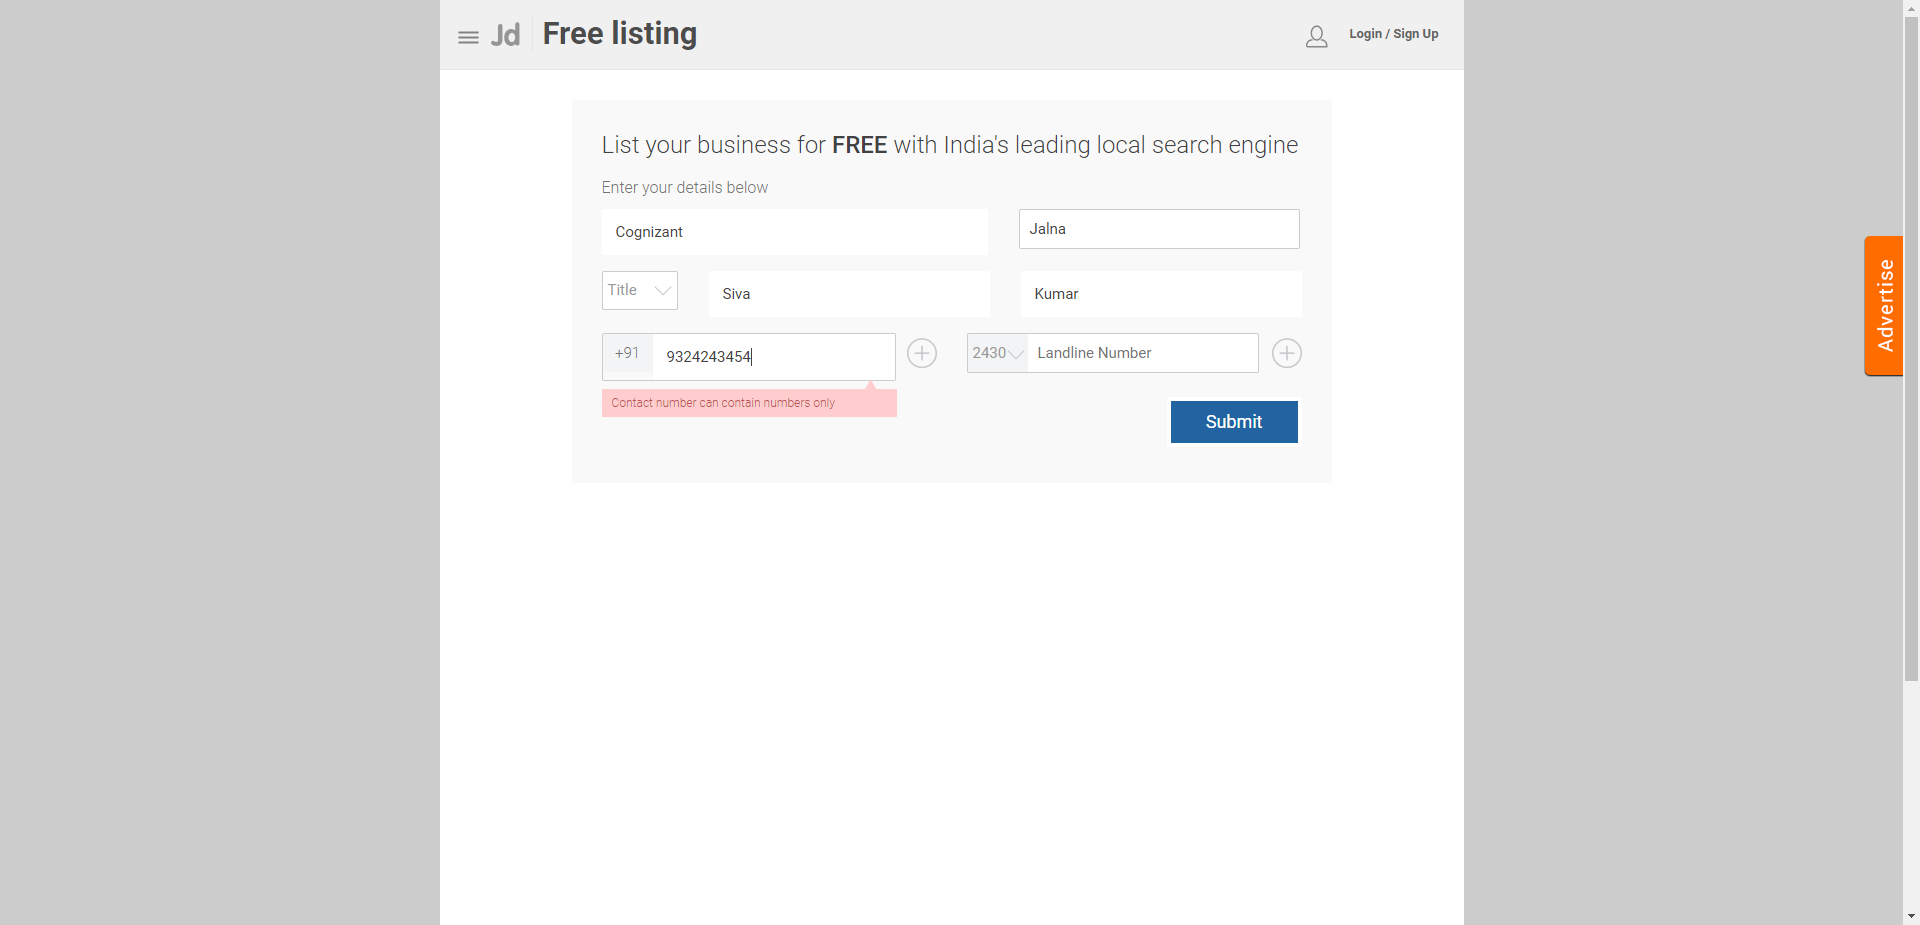 Jd Free listing Login / Sign Up
List your business for FREE with India's leading local search engine
Enter your details below
Cognizant Jalna
Title Siva Kumar
+91 9324243454 2430 Landline Number
Contact number can contain numbers only
Submit
Advertise